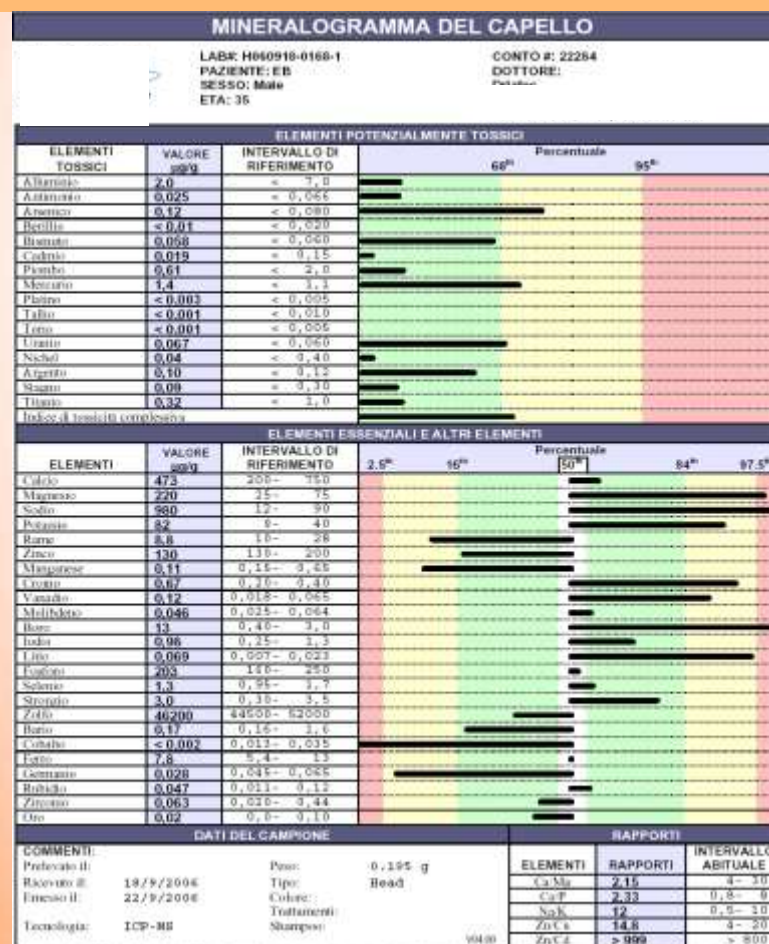 MINERALOGRAMMA DEL CAPELLO
LAB#: H060918-0168-1
PAZIENTE: EB
SESSO: Male
ETA: 35
CONTO #: 22284
DOTTORE:
ELEMENTI POTENZIALMENTE TOSSICI
ELEMENTI TOSSICI VALORE µg/g INTERVALLO DI RIFERIMENTO Percentuale 68th 95th
Alluminio 2,0 < 7,0
Antimonio 0,025 < 0,066
Arsenico 0,12 < 0,080
Berillio < 0,01 < 0,020
Bismuto 0,058 < 0,060
Cadmio 0,019 < 0,15
Piombo 0,61 < 2,0
Mercurio 1,4 < 1,1
Platino < 0,003 < 0,005
Tallio < 0,001 < 0,010
Torio < 0,001 < 0,005
Uranio 0,067 < 0,060
Nichel 0,04 < 0,40
Argento 0,10 < 0,12
Stagno 0,09 < 0,30
Titanio 0,32 < 1,0
Indice di tossicità complessiva
ELEMENTI ESSENZIALI E ALTRI ELEMENTI
ELEMENTI VALORE µg/g INTERVALLO DI RIFERIMENTO Percentuale 2.5th 16th 50th 84th 97.5th
Calcio 473 200- 750
Magnesio 220 25- 75
Sodio 980 12- 90
Potassio 82 9- 40
Rame 8,8 10- 28
Zinco 130 130- 200
Manganese 0,11 0,15- 0,65
Cromo 0,67 0,20- 0,40
Vanadio 0,12 0,018- 0,065
Molibdeno 0,046 0,025- 0,064
Boro 13 0,40- 3,0
Iodio 0,96 0,25- 1,3
Litio 0,069 0,007- 0,023
Fosforo 203 160- 250
Selenio 1,3 0,95- 1,7
Stronzio 3,0 0,30- 3,5
Zolfo 46200 44500- 52000
Bario 0,17 0,16- 1,6
Cobalto < 0,002 0,013- 0,035
Ferro 7,8 5,4- 13
Germanio 0,028 0,045- 0,065
Rubidio 0,047 0,011- 0,12
Zirconio 0,063 0,020- 0,44
Oro 0,02 0,0- 0,10
DATI DEL CAMPIONE
COMMENTI:
Prelevato il: Peso: 0,195 g
Ricevuto il: 18/9/2006 Tipo: Head
Emesso il: 22/9/2006 Colore:
Trattamenti:
Tecnologia: ICP-MS Shampoo:
V04.00
RAPPORTI
ELEMENTI RAPPORTI INTERVALLO ABITUALE
Ca/Mg 2,15 4-
Ca/P 2,33 0,8-
Na/K 12 0,5- 10
Zn/Cu 14,8 4- 20
Zn/Cd > 999 800